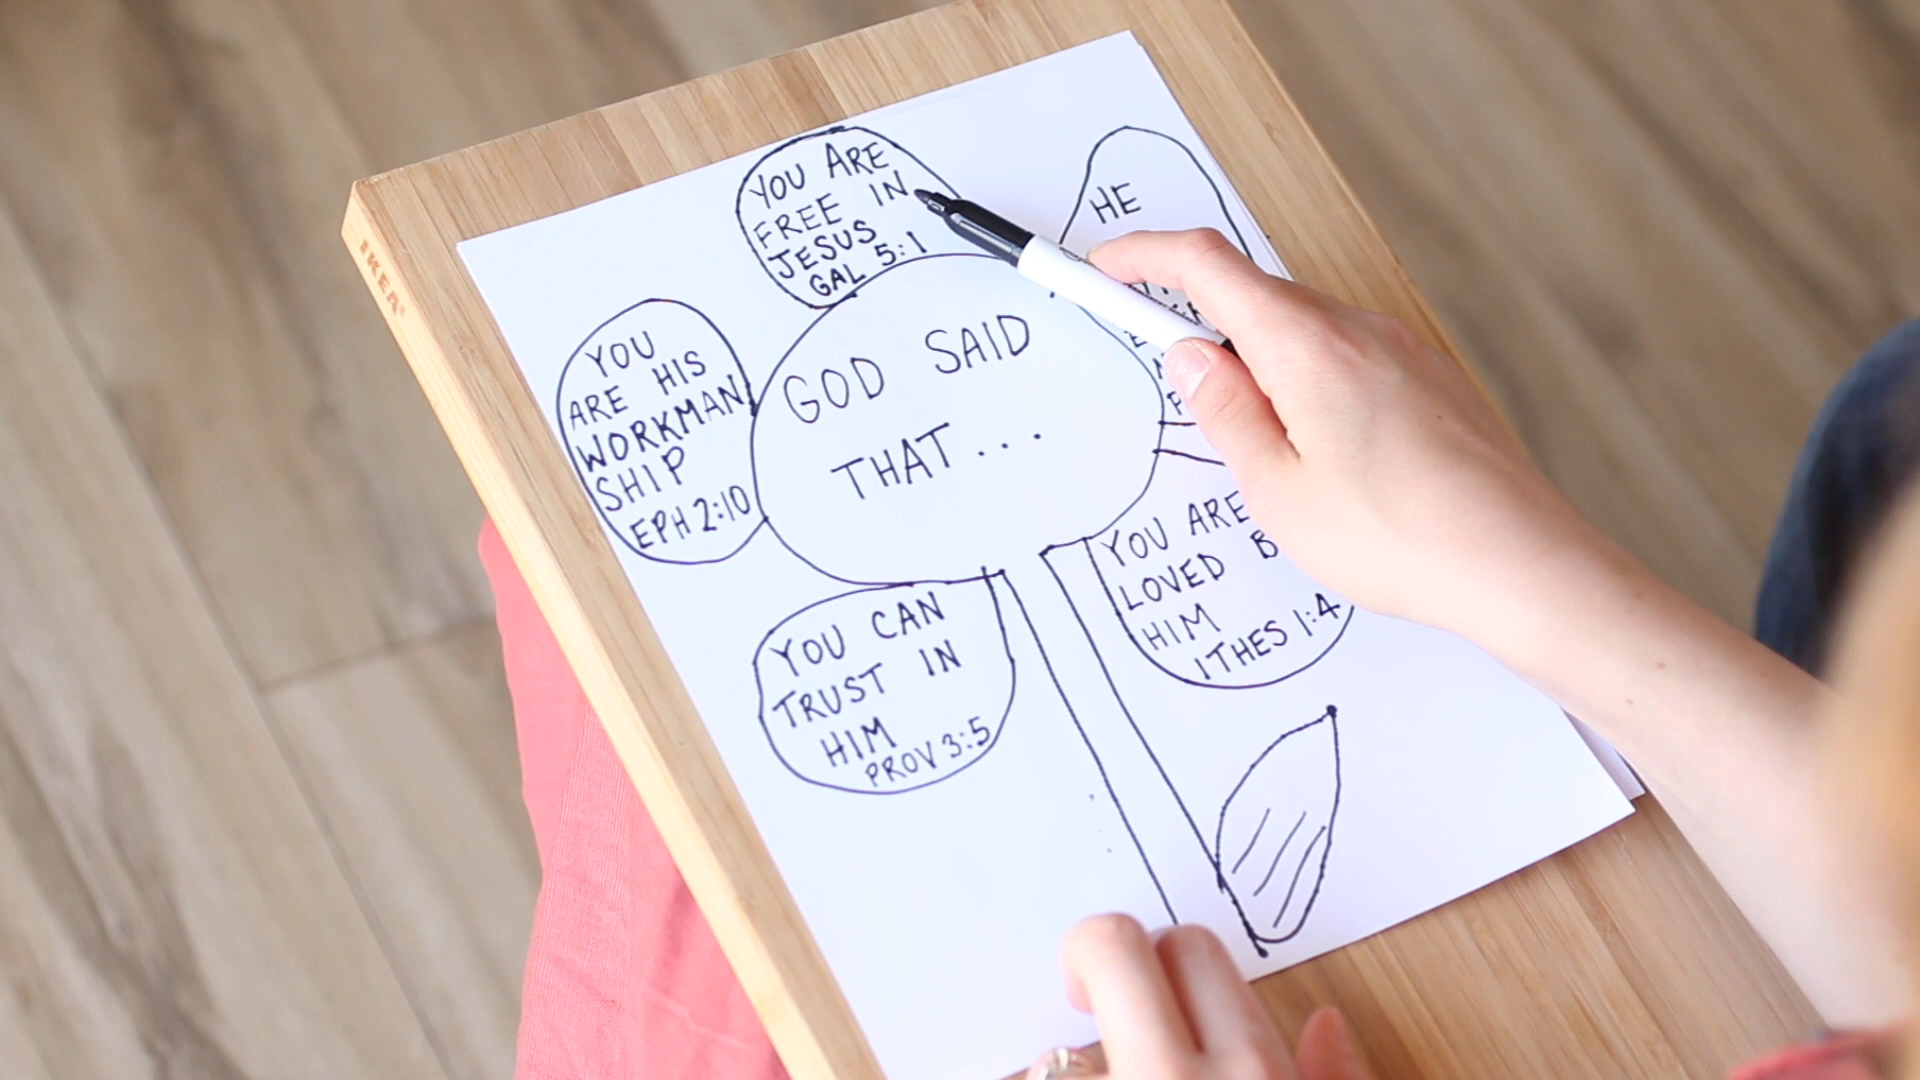 GOD SAID
THAT...
YOU ARE
FREE IN
JESUS
GAL 5:1
HE
YOU
ARE HIS
WORKMAN
SHIP
EPH 2:10
YOU CAN
TRUST IN
HIM
PROV 3:5
YOU ARE
LOVED
HIM
1THES 1:4
IKEA